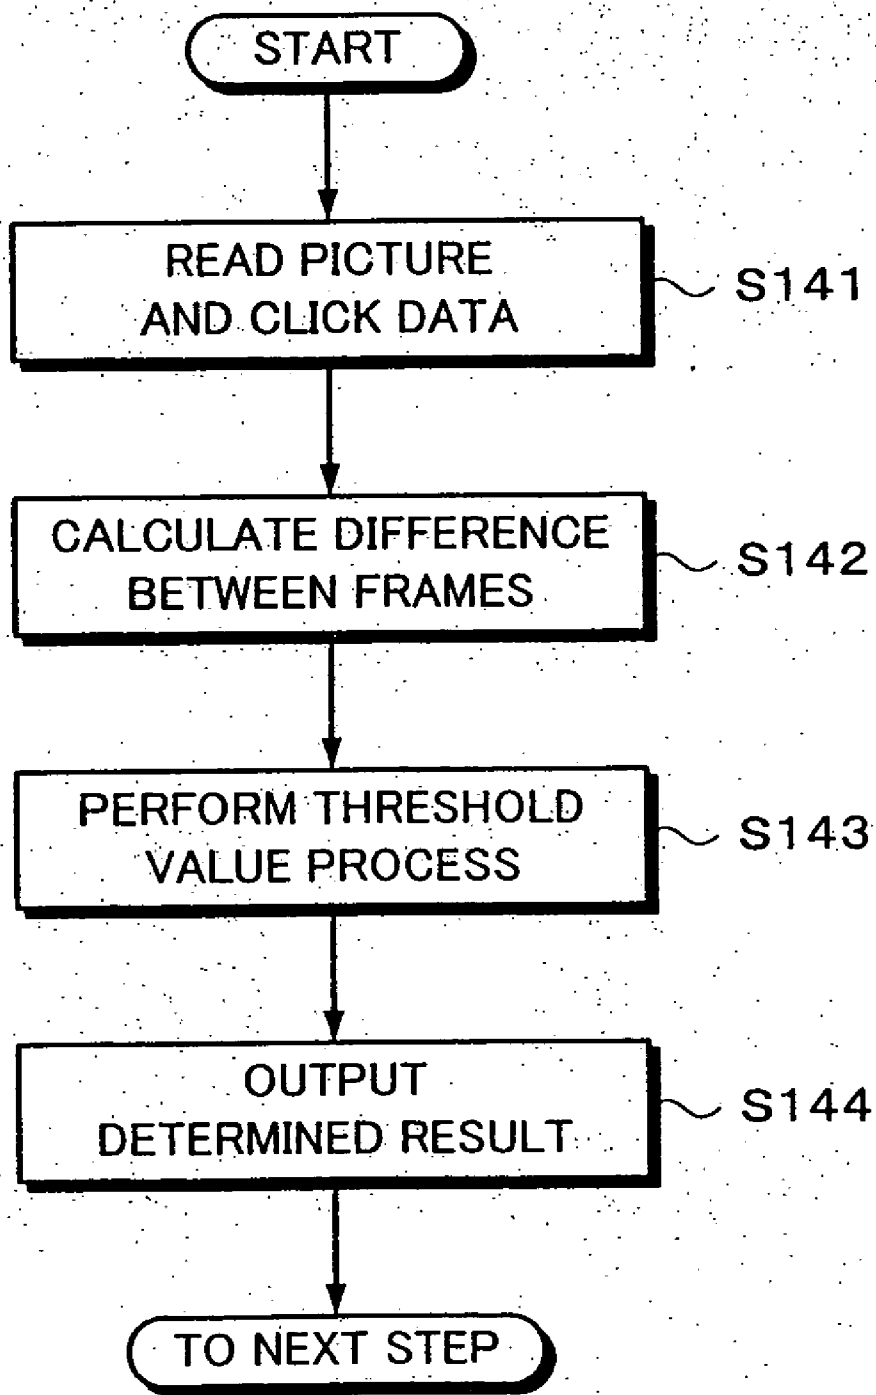 START
READ PICTURE
AND CLICK DATA
S141
CALCULATE DIFFERENCE
BETWEEN FRAMES
S142
PERFORM THRESHOLD
VALUE PROCESS
S143
OUTPUT
DETERMINED RESULT
S144
TO NEXT STEP